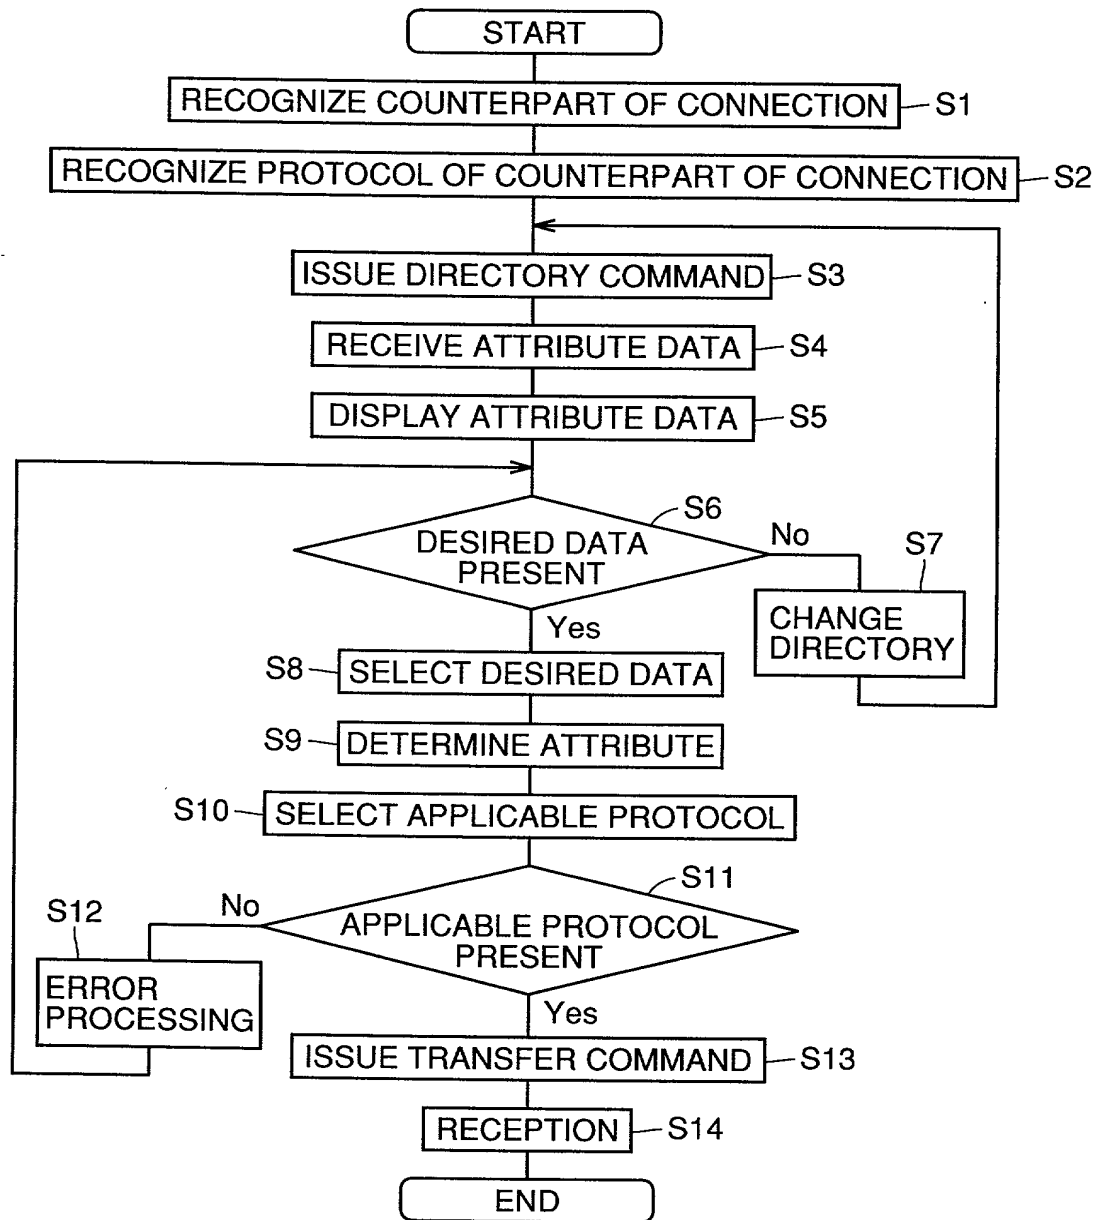 START
RECOGNIZE COUNTERPART OF CONNECTION S1
RECOGNIZE PROTOCOL OF COUNTERPART OF CONNECTION S2
ISSUE DIRECTORY COMMAND S3
RECEIVE ATTRIBUTE DATA S4
DISPLAY ATTRIBUTE DATA S5
S6
DESIRED DATA
PRESENT
No
S7
CHANGE
DIRECTORY
Yes
S8 SELECT DESIRED DATA
S9 DETERMINE ATTRIBUTE
S10 SELECT APPLICABLE PROTOCOL
S11
APPLICABLE PROTOCOL
PRESENT
No
S12
ERROR
PROCESSING
Yes
ISSUE TRANSFER COMMAND S13
RECEPTION S14
END